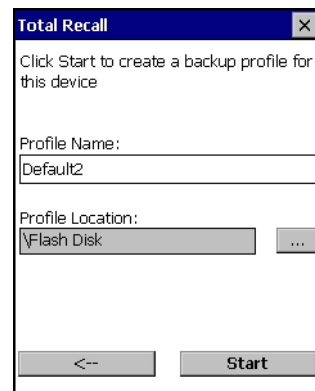 Total Recall
Click Start to create a backup profile for
this device
Profile Name:
Default2
Profile Location:
\Flash Disk
...
<--
Start